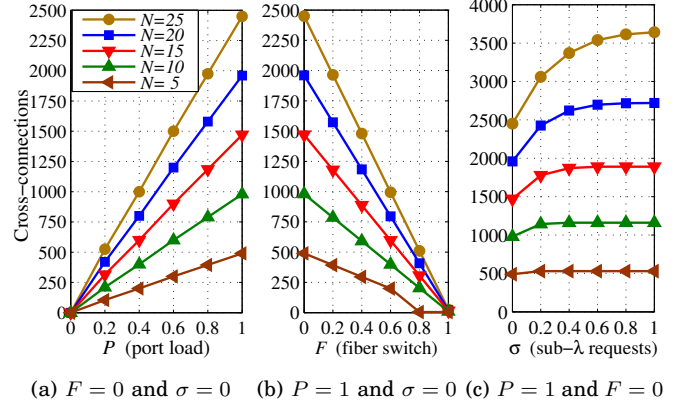 Cross−connections
2500
2250
2000
1750
1500
1250
1000
750
500
250
0
N=25
N=20
N=15
N=10
N= 5
0 0.2 0.4 0.6 0.8 1
P (port load)
2500
2250
2000
1750
1500
1250
1000
750
500
250
0
0 0.2 0.4 0.6 0.8 1
F (fiber switch)
4000
3500
3000
2500
2000
1500
1000
500
0
0 0.2 0.4 0.6 0.8 1
σ (sub−λ requests)
(a) F = 0 and σ = 0 (b) P = 1 and σ = 0 (c) P = 1 and F = 0